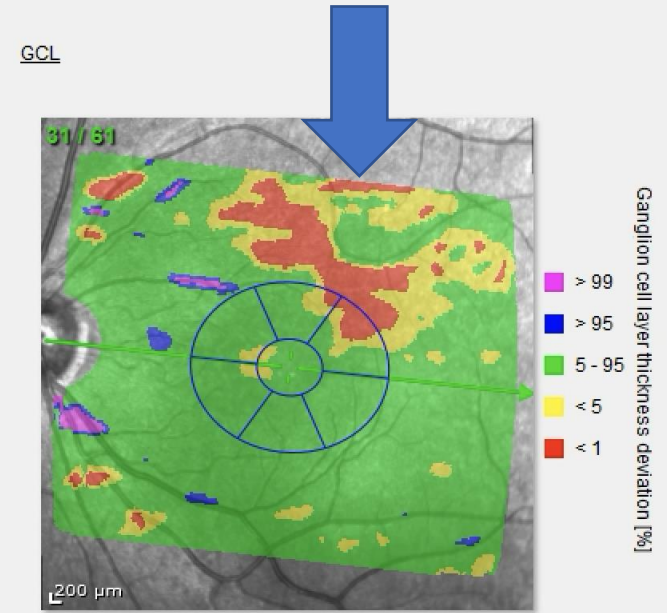 GCL
31 / 61
> 99
> 95
5 - 95
< 5
< 1
Ganglion cell layer thickness deviation [%]
200 µm